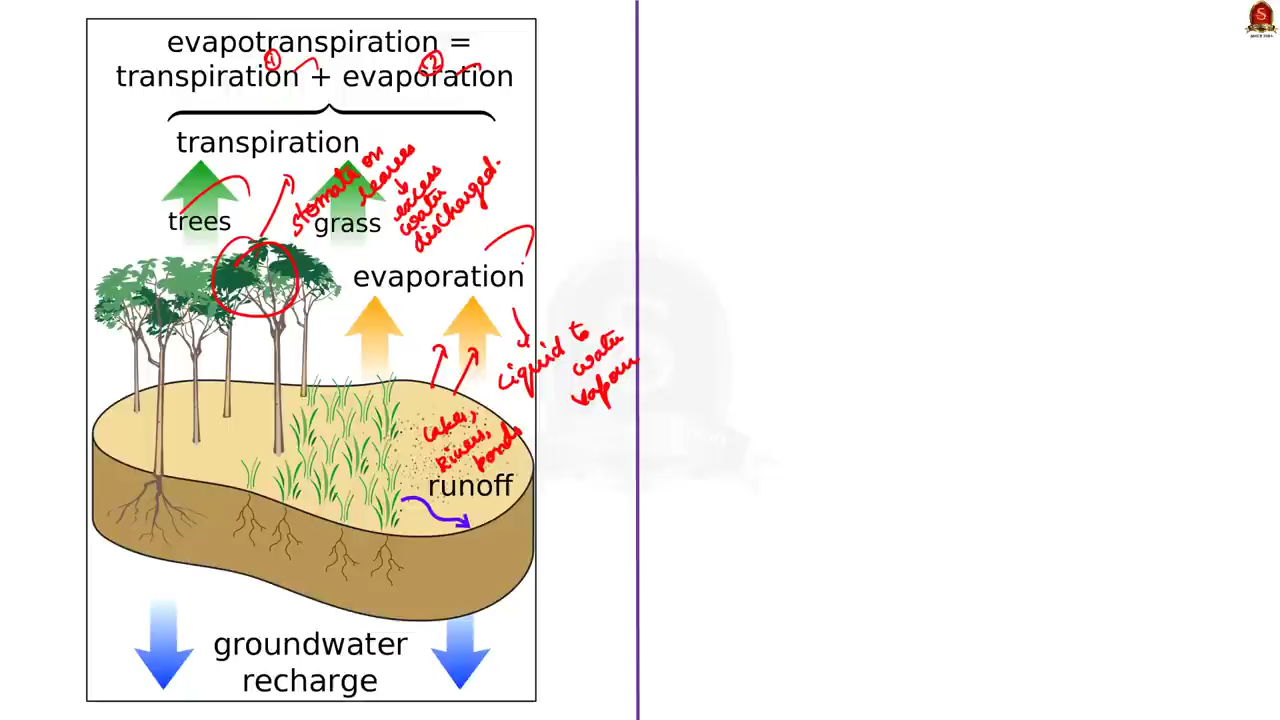 evapotranspiration =
① ②
transpiration + evaporation
transpiration
stomata on
leaves
↓
excess
water
discharged.
trees
grass
evaporation
liquid to
water
vapour
Lakes,
Rivers,
ponds
runoff
groundwater
recharge
S